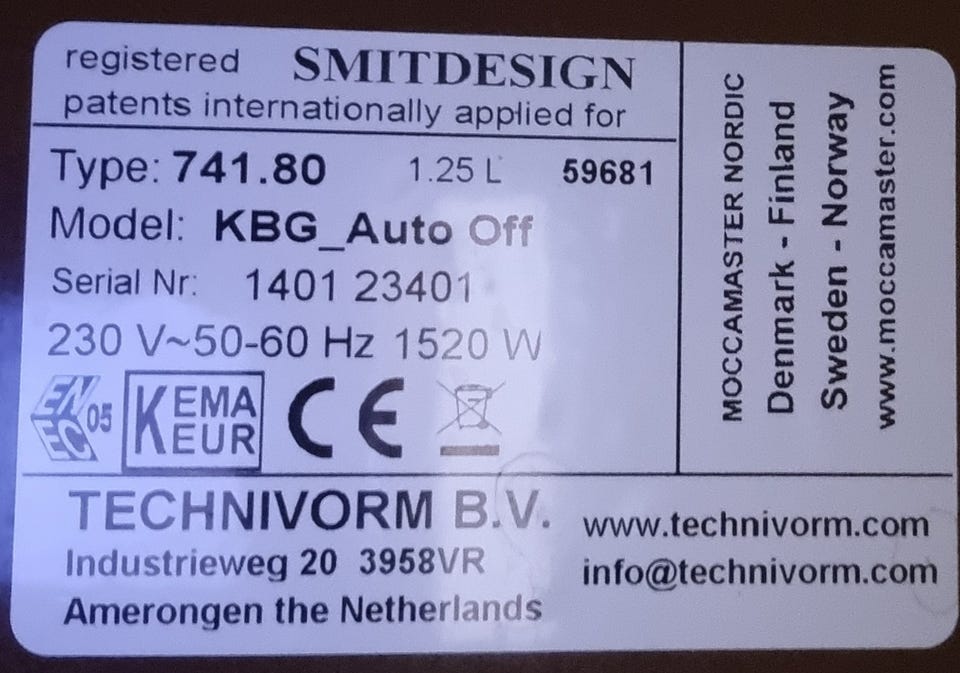 registered SMITDESIGN
patents internationally applied for
Type: 741.80 1.25 L 59681
Model: KBG_Auto Off
Serial Nr: 1401 23401
230 V~50-60 Hz 1520 W
ENEC 05 KEMA KEUR CE
MOCCAMASTER NORDIC
Denmark - Finland
Sweden - Norway
www.moccamaster.com
TECHNIVORM B.V.
Industrieweg 20 3958VR
Amerongen the Netherlands
www.technivorm.com
info@technivorm.com